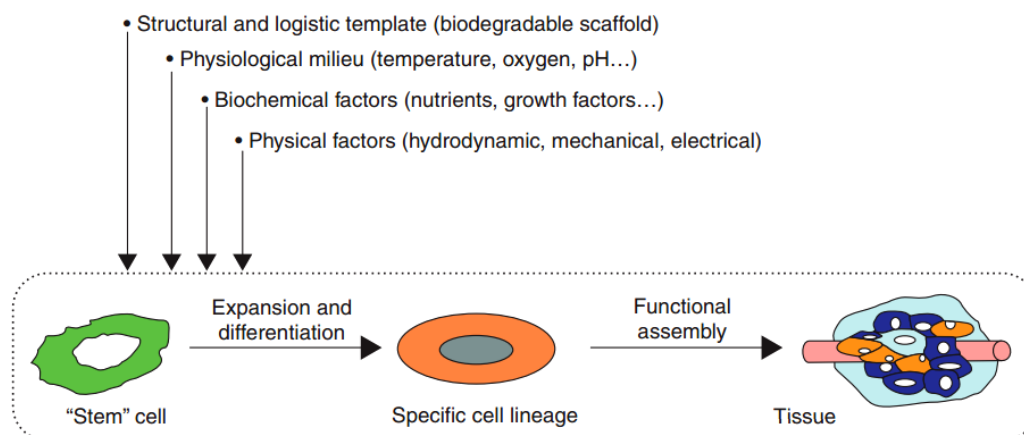 • Structural and logistic template (biodegradable scaffold)
• Physiological milieu (temperature, oxygen, pH…)
• Biochemical factors (nutrients, growth factors…)
• Physical factors (hydrodynamic, mechanical, electrical)
Expansion and
differentiation
Functional
assembly
“Stem” cell
Specific cell lineage
Tissue